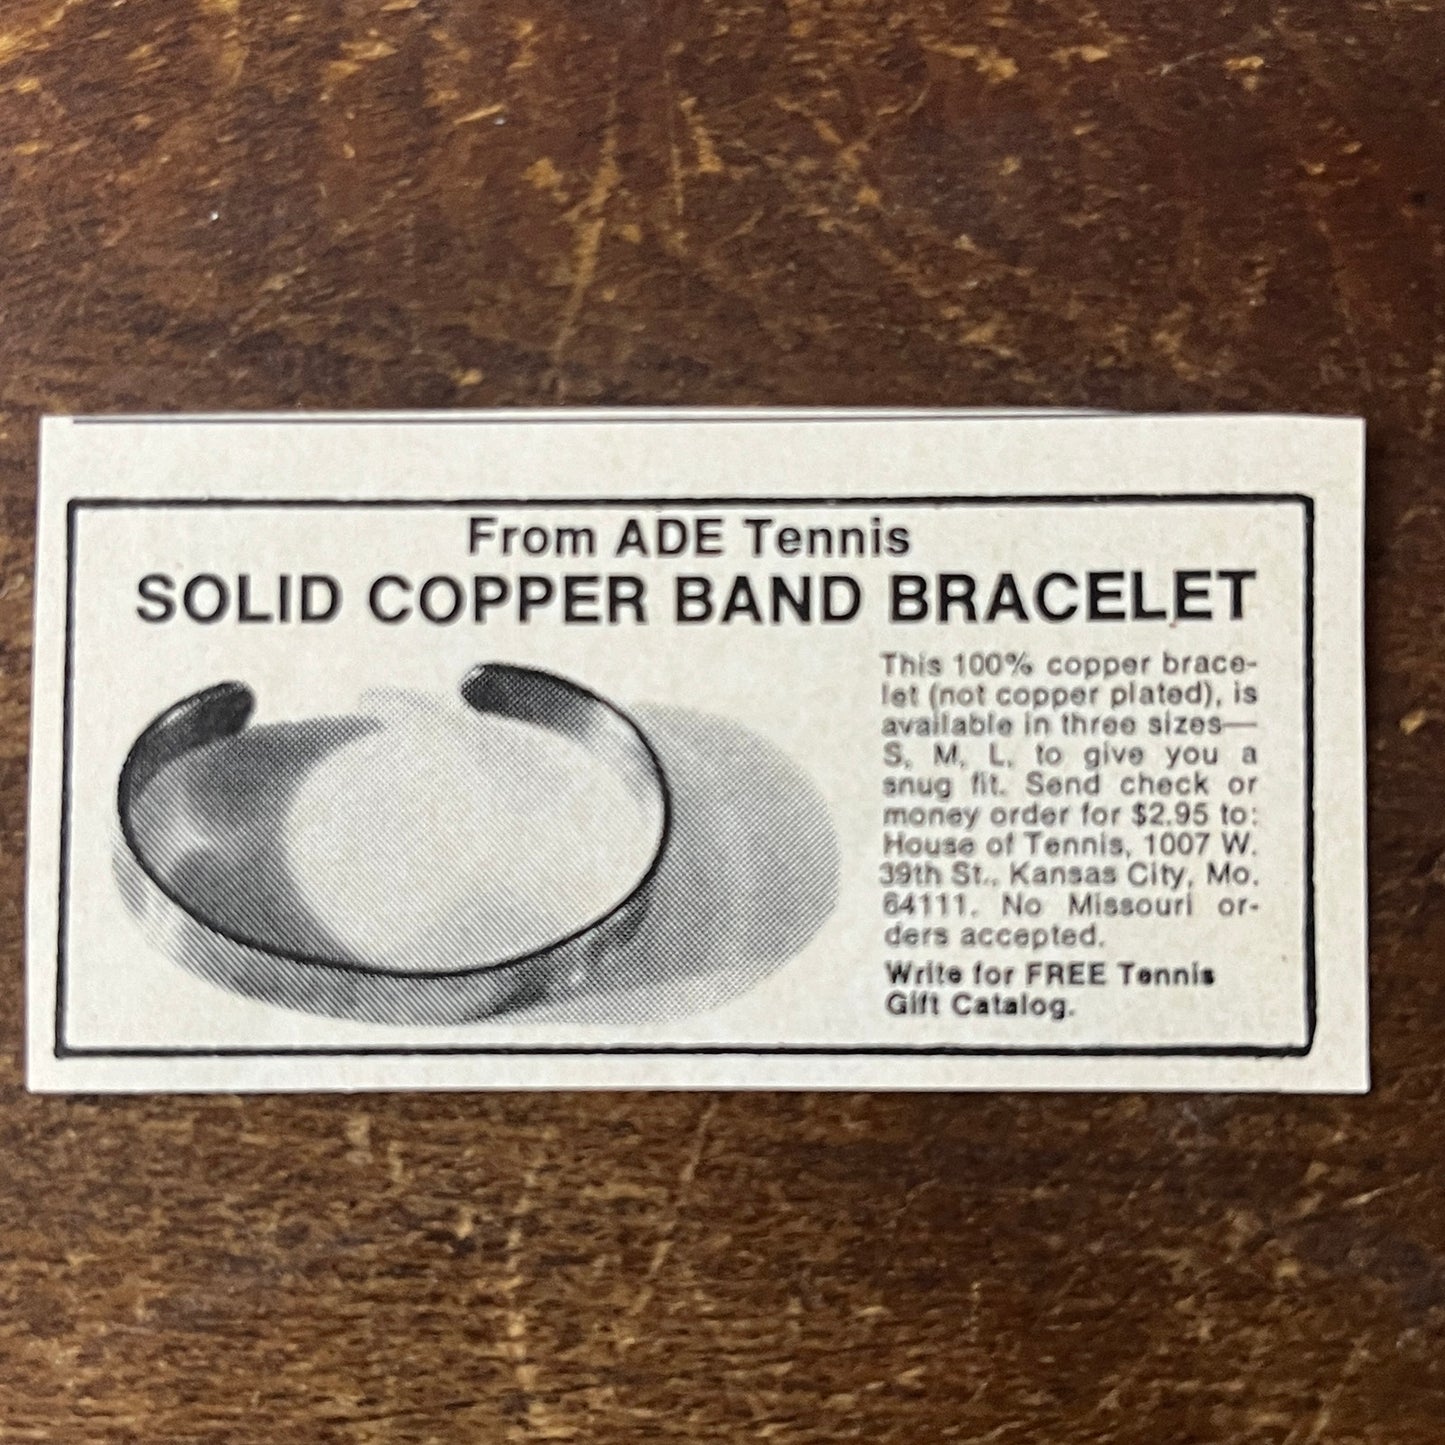 From ADE Tennis
SOLID COPPER BAND BRACELET
This 100% copper brace-
let (not copper plated), is
available in three sizes—
S, M, L, to give you a
snug fit. Send check or
money order for $2.95 to:
House of Tennis, 1007 W.
39th St., Kansas City, Mo.
64111. No Missouri or-
ders accepted.
Write for FREE Tennis
Gift Catalog.